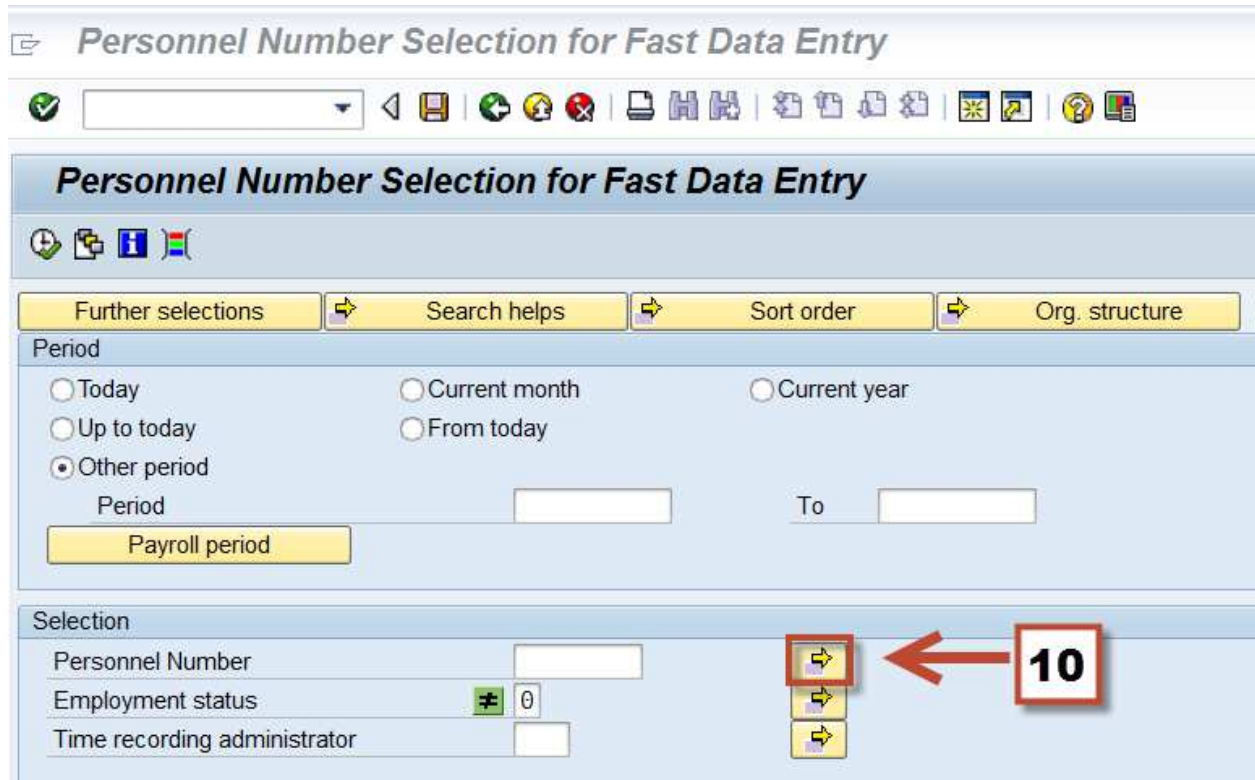 Personnel Number Selection for Fast Data Entry
Personnel Number Selection for Fast Data Entry
Further selections Search helps Sort order Org. structure
Period
Today Current month Current year
Up to today From today
Other period
Period To
Payroll period
Selection
Personnel Number
10
Employment status ≠ 0
Time recording administrator